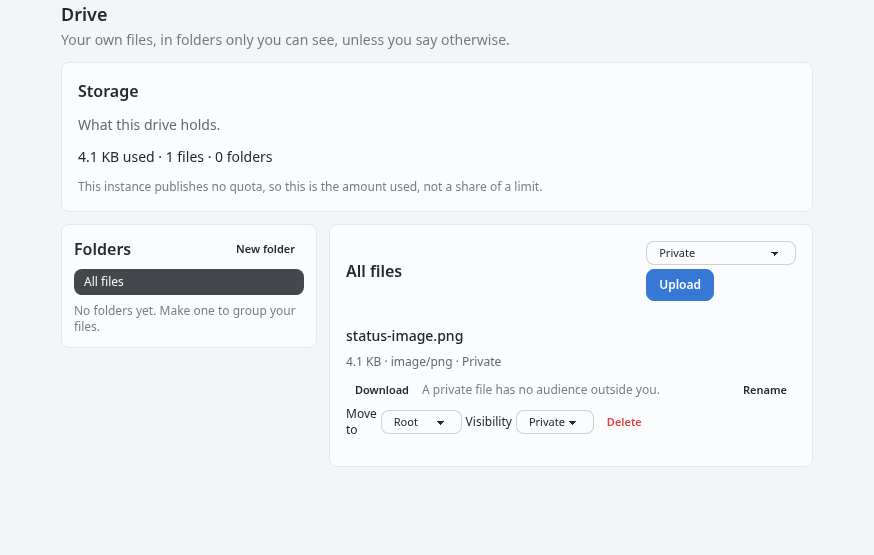 Drive
Your own files, in folders only you can see, unless you say otherwise.
Storage
What this drive holds.
4.1 KB used · 1 files · 0 folders
This instance publishes no quota, so this is the amount used, not a share of a limit.
Folders
New folder
All files
No folders yet. Make one to group your
files.
All files
Private
Upload
status-image.png
4.1 KB · image/png · Private
Download
A private file has no audience outside you.
Rename
Move
to
Root
Visibility
Private
Delete